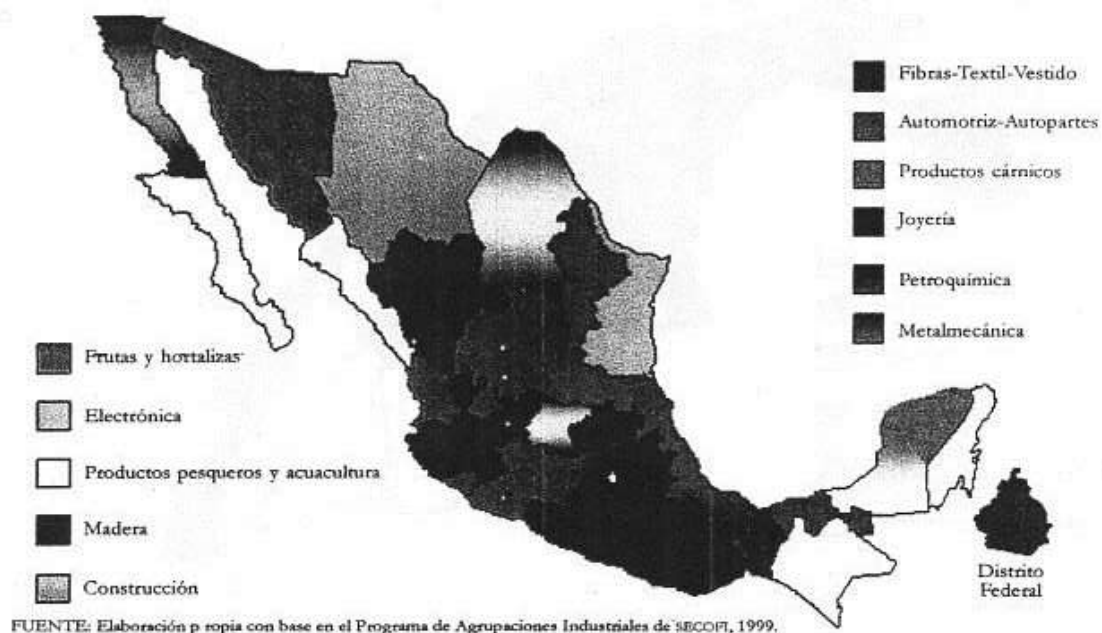 Fibras-Textil-Vestido
Automotriz-Autopartes
Productos cárnicos
Joyería
Petroquímica
Metalmecánica
Frutas y hortalizas
Electrónica
Productos pesqueros y acuacultura
Madera
Construcción
Distrito
Federal
FUENTE: Elaboración p ropia con base en el Programa de Agrupaciones Industriales de SECOFI, 1999.